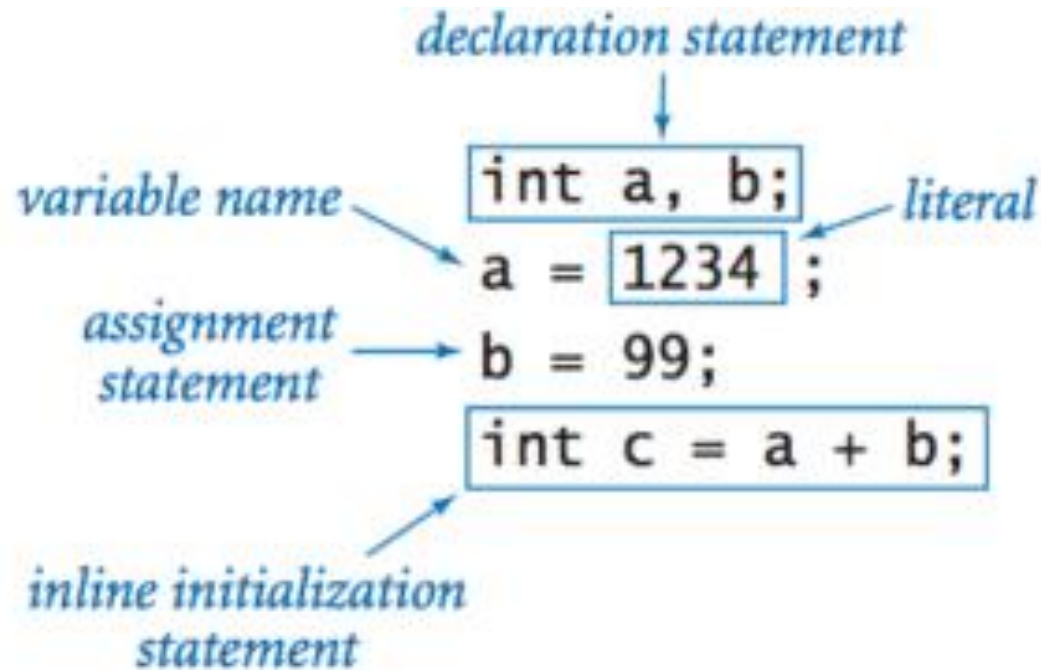 declaration statement
int a, b;
variable name
literal
a = 1234 ;
assignment
statement
b = 99;
int c = a + b;
inline initialization
statement